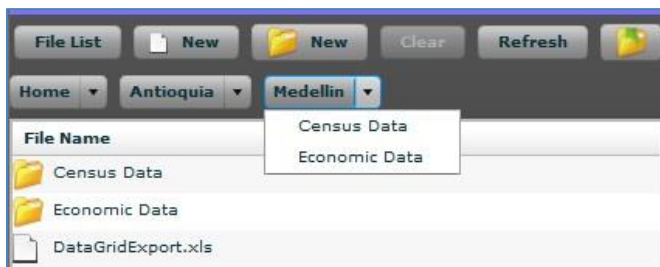 File List New New Clear Refresh
Home Antioquia Medellin
Census Data
Economic Data
File Name
Census Data
Economic Data
DataGridExport.xls